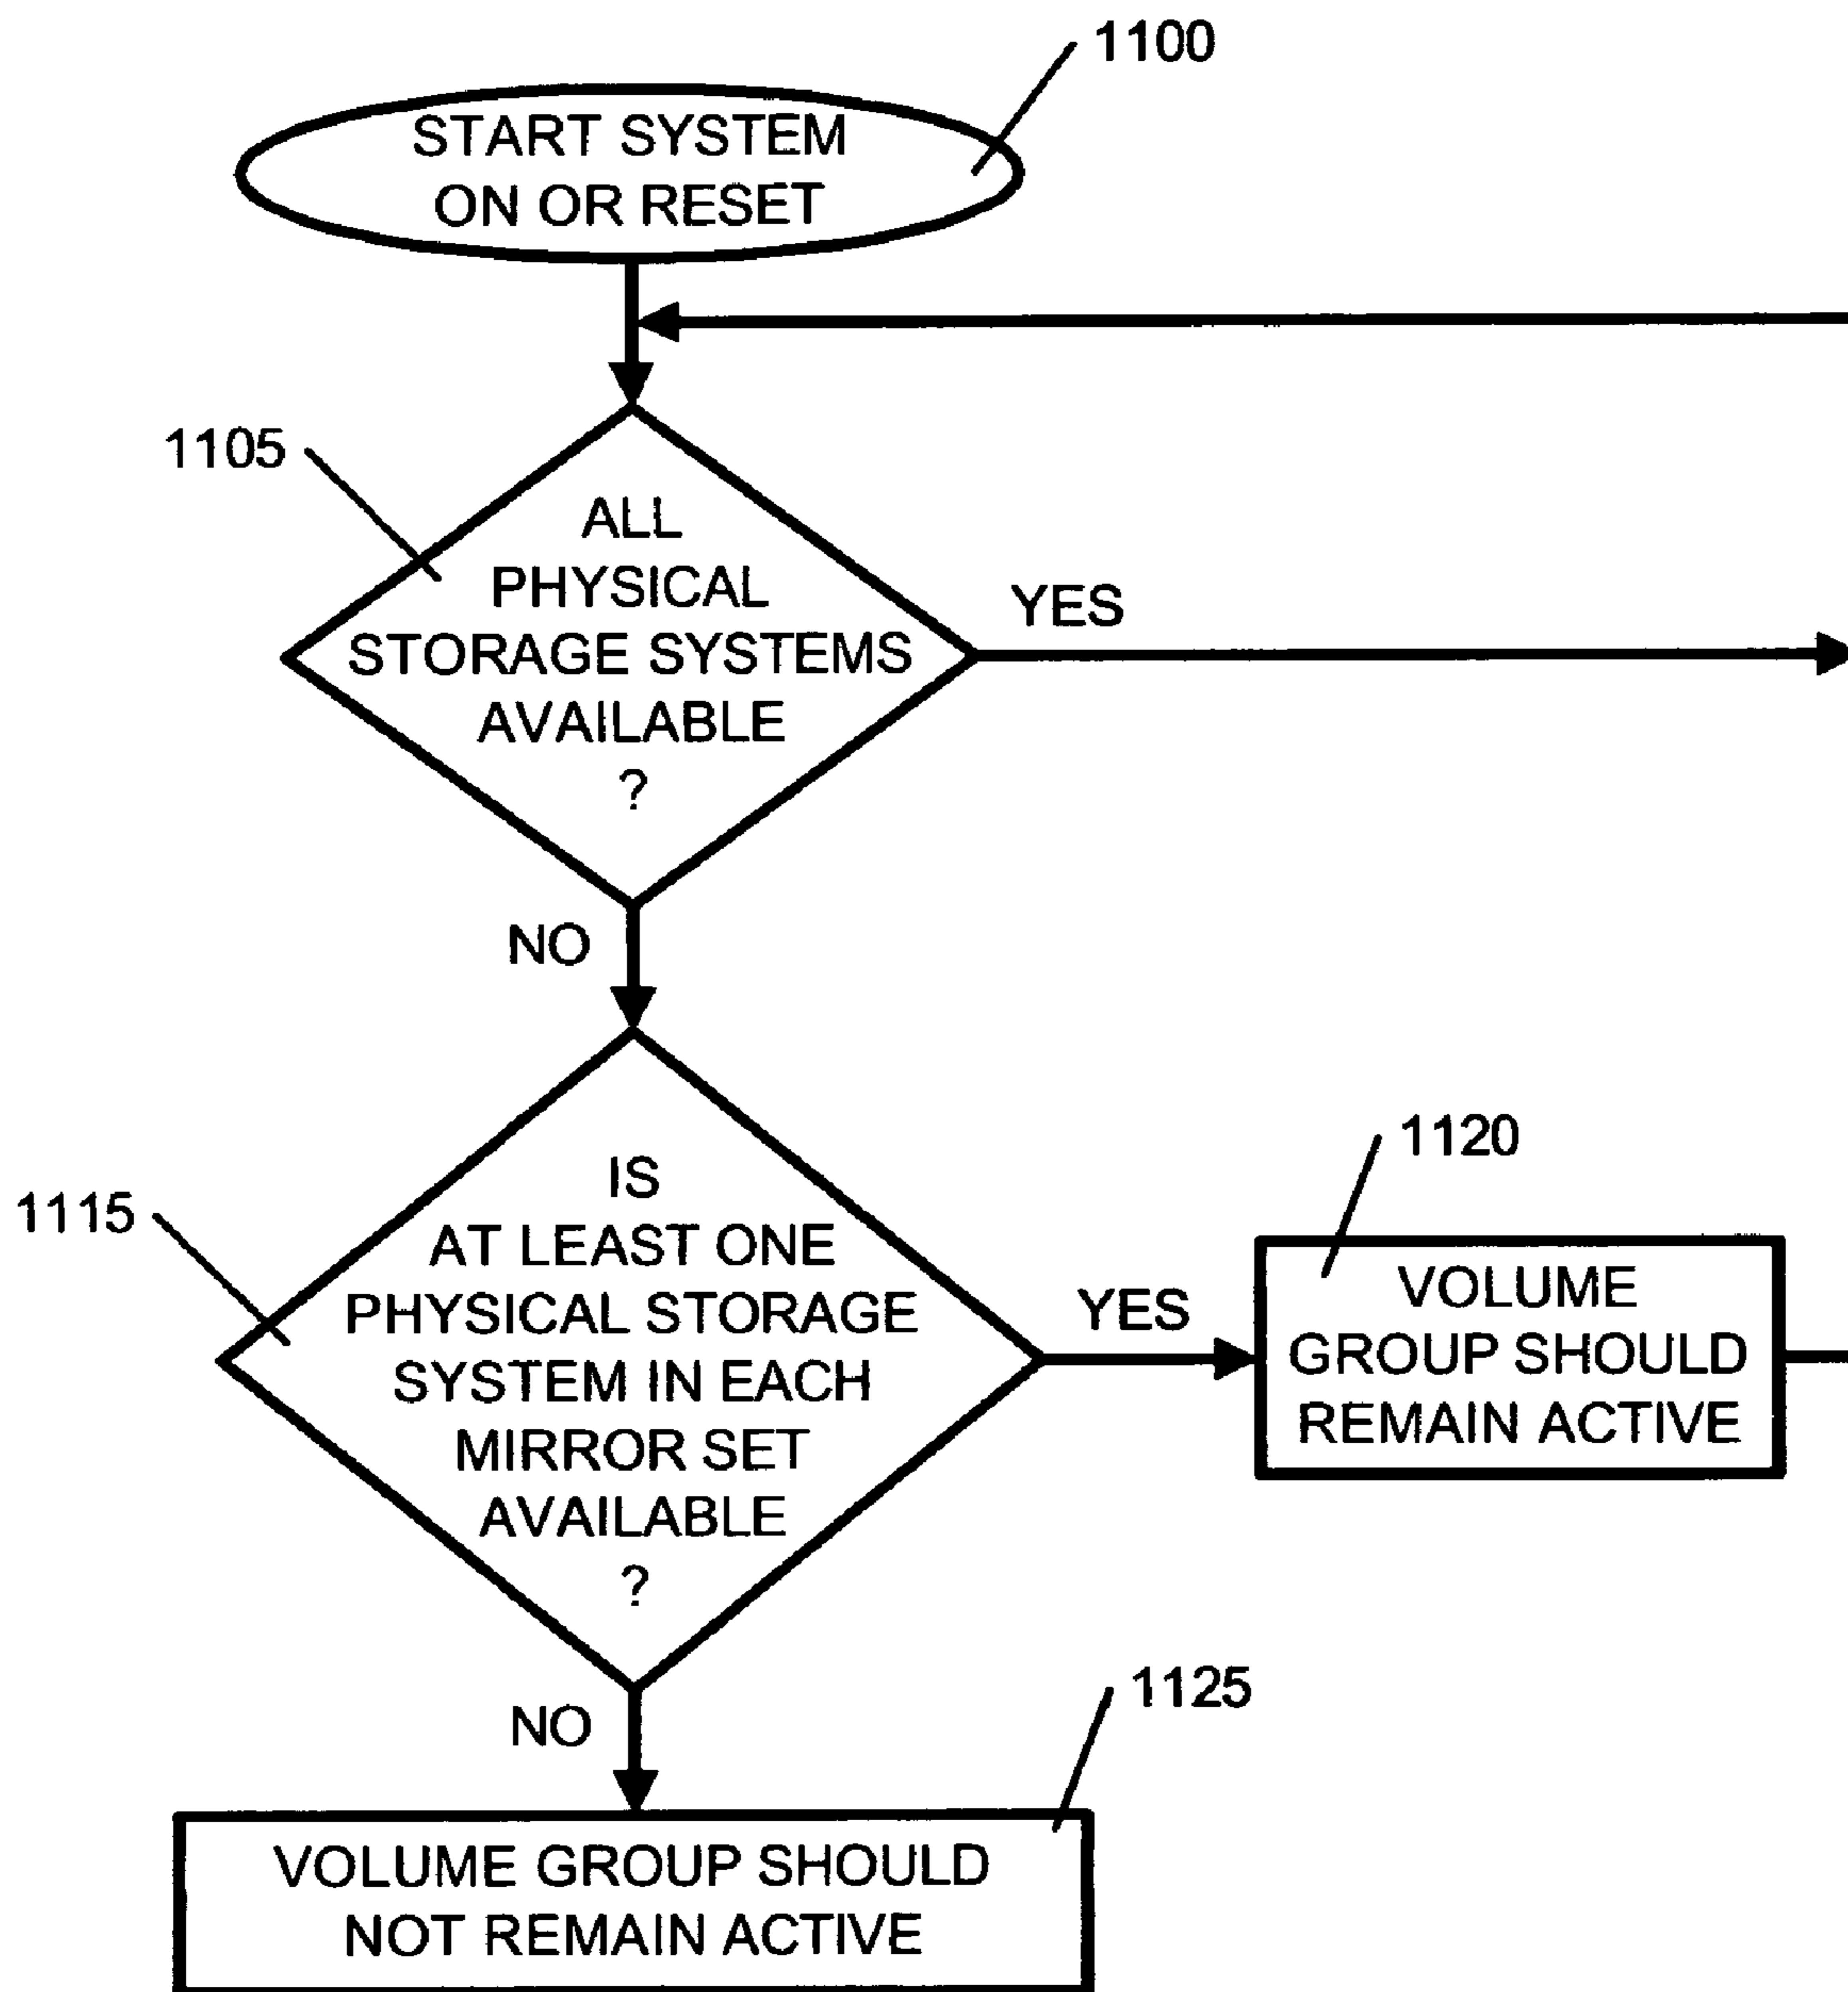 1100
START SYSTEM
ON OR RESET
1105
ALL
PHYSICAL
STORAGE SYSTEMS
AVAILABLE
?
YES
NO
1115
IS
AT LEAST ONE
PHYSICAL STORAGE
SYSTEM IN EACH
MIRROR SET
AVAILABLE
?
YES
1120
VOLUME
GROUP SHOULD
REMAIN ACTIVE
NO
1125
VOLUME GROUP SHOULD
NOT REMAIN ACTIVE